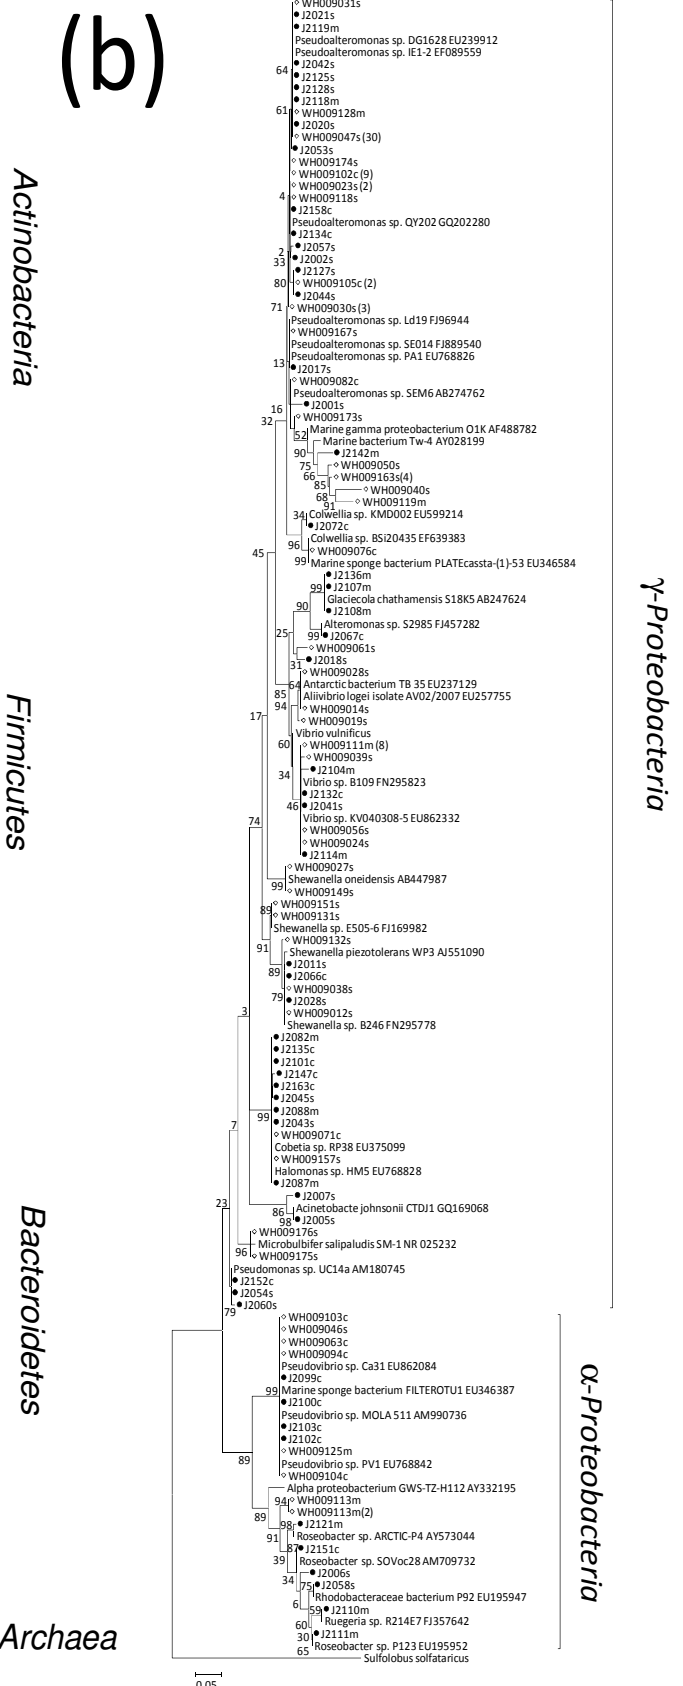 (b)
WH009031s
J2021s
J2119m
Pseudoalteromonas sp. DG1628 EU239912
Pseudoalteromonas sp. IE1-2 EF089559
J2042s
64
J2125s
J2128s
J2118m
61
WH009128m
J2020s
WH009047s (30)
J2053s
WH009174s
WH009102c (9)
WH009023s (2)
4
WH009118s
J2158c
Pseudoalteromonas sp. QY202 GQ202280
J2134c
J2057s
2
J2002s
33
J2127s
80
WH009105c (2)
J2044s
71
WH009030s (3)
Pseudoalteromonas sp. Ld19 FJ96944
WH009167s
Pseudoalteromonas sp. SE014 FJ889540
Pseudoalteromonas sp. PA1 EU768826
13
J2017s
WH009082c
Pseudoalteromonas sp. SEM6 AB274762
J2001s
16
WH009173s
32
Marine gamma proteobacterium O1K AF488782
52
Marine bacterium Tw-4 AY028199
90
J2142m
75
WH009050s
66
WH009163s(4)
85
WH009040s
68
WH009119m
91
34
Colwellia sp. KMD002 EU599214
J2072c
Colwellia sp. BSi20435 EF639383
96
WH009076c
45
99
Marine sponge bacterium PLATEcassta-(1)-53 EU346584
J2136m
99
J2107m
Glaciecola chathamensis S18K5 AB247624
90
J2108m
Alteromonas sp. S2985 FJ457282
25
99
J2067c
WH009061s
31
J2018s
WH009028s
64
Antarctic bacterium TB 35 EU237129
85
Aliivibrio logei isolate AV02/2007 EU257755
94
WH009014s
17
WH009019s
Vibrio vulnificus
60
WH009111m (8)
WH009039s
34
J2104m
Vibrio sp. B109 FN295823
J2132c
46
J2041s
Vibrio sp. KV040308-5 EU862332
74
WH009056s
WH009024s
J2114m
WH009027s
Shewanella oneidensis AB447987
99
WH009149s
WH009151s
89
WH009131s
Shewanella sp. E505-6 FJ169982
WH009132s
91
Shewanella piezotolerans WP3 AJ551090
J2011s
89
J2066c
WH009038s
79
J2028s
3
WH009012s
Shewanella sp. B246 FN295778
J2082m
J2135c
J2101c
J2147c
J2163c
J2045s
J2088m
99
J2043s
7
WH009071c
Cobetia sp. RP38 EU375099
WH009157s
Halomonas sp. HM5 EU768828
J2087m
J2007s
23
86
Acinetobacte johnsonii CTDJ1 GQ169068
98
J2005s
WH009176s
Microbulbifer salipaludis SM-1 NR 025232
96
WH009175s
Pseudomonas sp. UC14a AM180745
J2152c
J2054s
J2060s
79
WH009103c
WH009046s
WH009063c
WH009094c
Pseudovibrio sp. Ca31 EU862084
J2099c
99
Marine sponge bacterium FILTEROTU1 EU346387
J2100c
Pseudovibrio sp. MOLA 511 AM990736
J2103c
J2102c
WH009125m
89
Pseudovibrio sp. PV1 EU768842
WH009104c
Alpha proteobacterium GWS-TZ-H112 AY332195
94
WH009113m
WH009113m(2)
89
98
J2121m
91
Roseobacter sp. ARCTIC-P4 AY573044
87
J2151c
39
Roseobacter sp. SOVoc28 AM709732
J2006s
34
75
J2058s
Rhodobacteraceae bacterium P92 EU195947
6
59
J2110m
60
Ruegeria sp. R214E7 FJ357642
30
J2111m
65
Roseobacter sp. P123 EU195952
Sulfolobus solfataricus
0.05
Actinobacteria
Firmicutes
Bacteroidetes
Archaea
γ-Proteobacteria
α-Proteobacteria